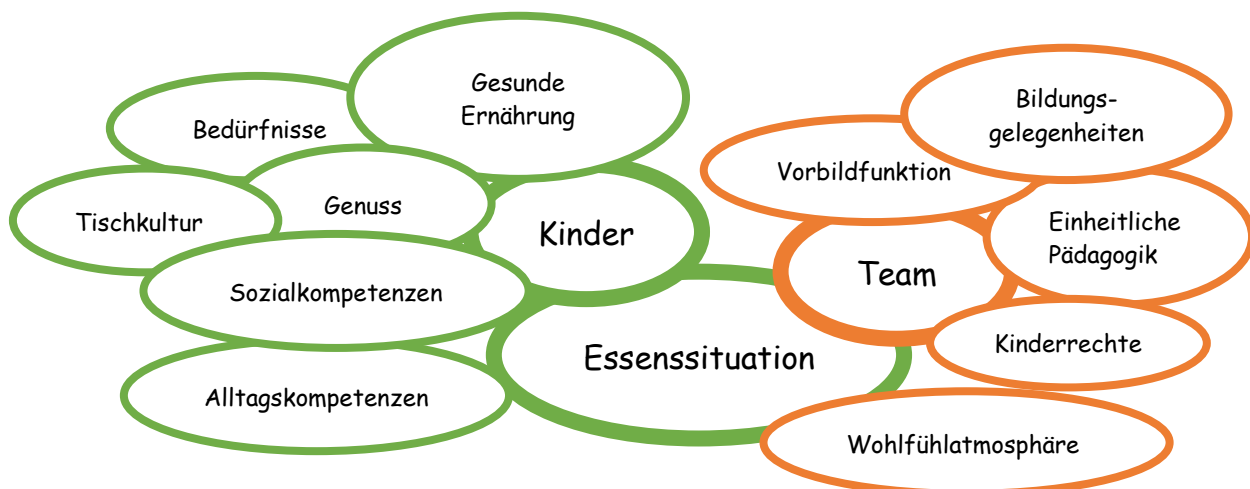 Gesunde
Ernährung
Bedürfnisse
Genuss
Tischkultur
Kinder
Sozialkompetenzen
Alltagskompetenzen
Essenssituation
Bildungs-
gelegenheiten
Vorbildfunktion
Einheitliche
Pädagogik
Team
Kinderrechte
Wohlfühlatmosphäre